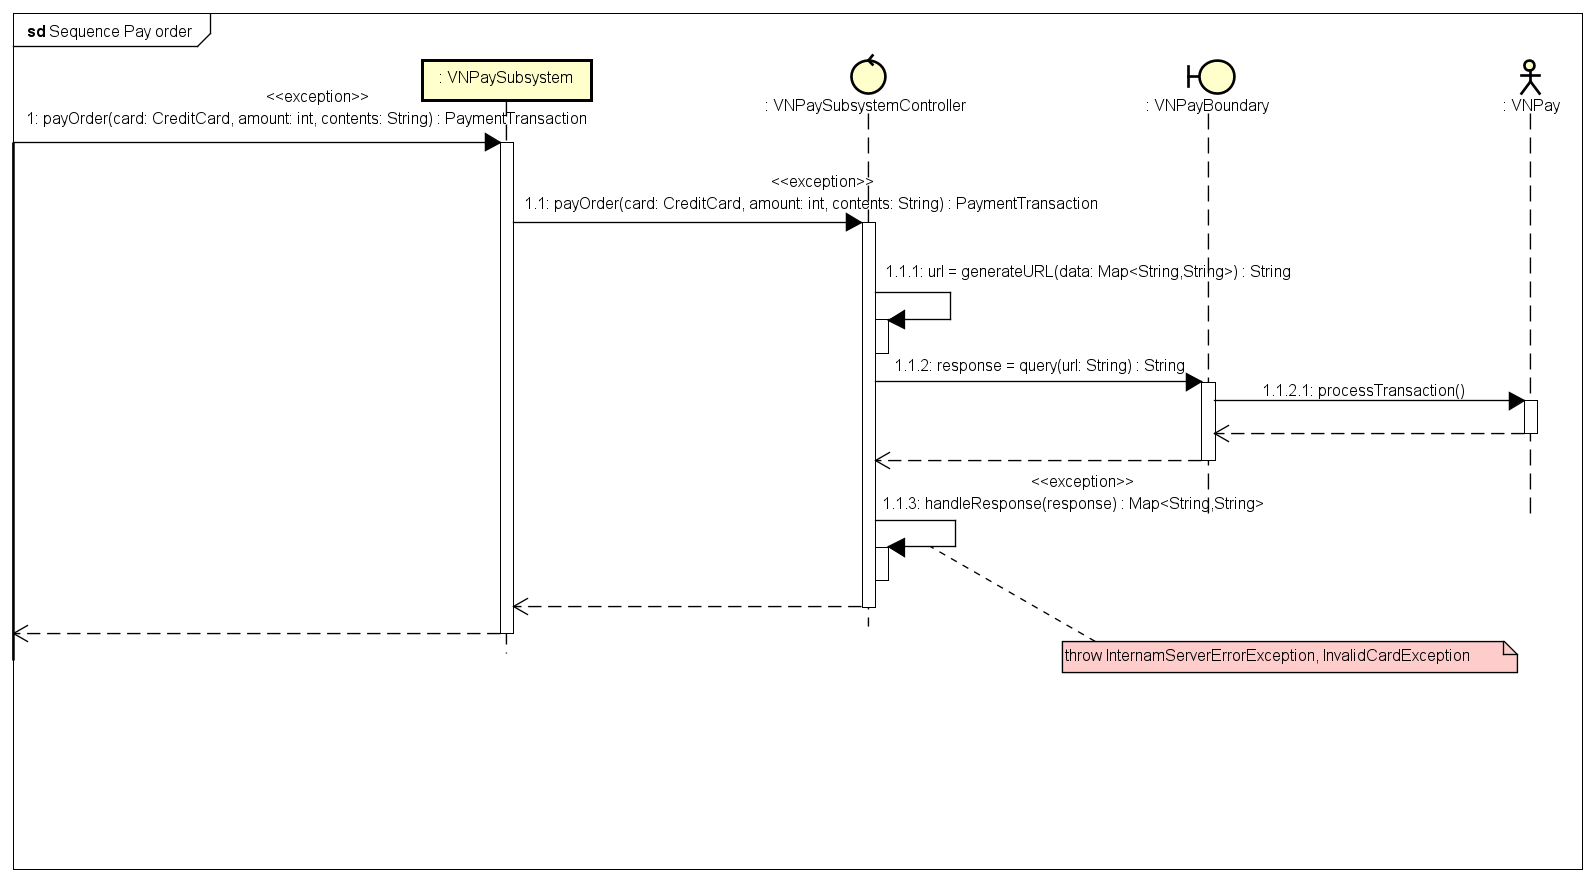 sd Sequence Pay order
: VNPaySubsystem
: VNPaySubsystemController
: VNPayBoundary
: VNPay
<<exception>>
1: payOrder(card: CreditCard, amount: int, contents: String) : PaymentTransaction
<<exception>>
1.1: payOrder(card: CreditCard, amount: int, contents: String) : PaymentTransaction
1.1.1: url = generateURL(data: Map<String,String>) : String
1.1.2: response = query(url: String) : String
1.1.2.1: processTransaction()
<<exception>>
1.1.3: handleResponse(response) : Map<String,String>
throw InternamServerErrorException, InvalidCardException